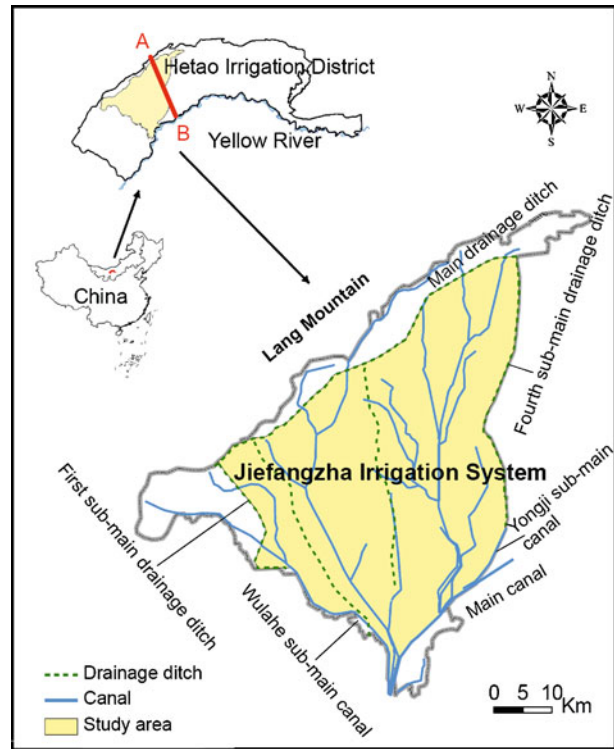 A
Hetao Irrigation District
B
Yellow River
N
W
E
S
China
Lang Mountain
Main drainage ditch
Fourth sub-main drainage ditch
Jiefangzha Irrigation System
Yongji sub-main
canal
Main canal
First sub-main
drainage ditch
Wulahe sub-main canal
Drainage ditch
Canal
Study area
0 5 10
Km